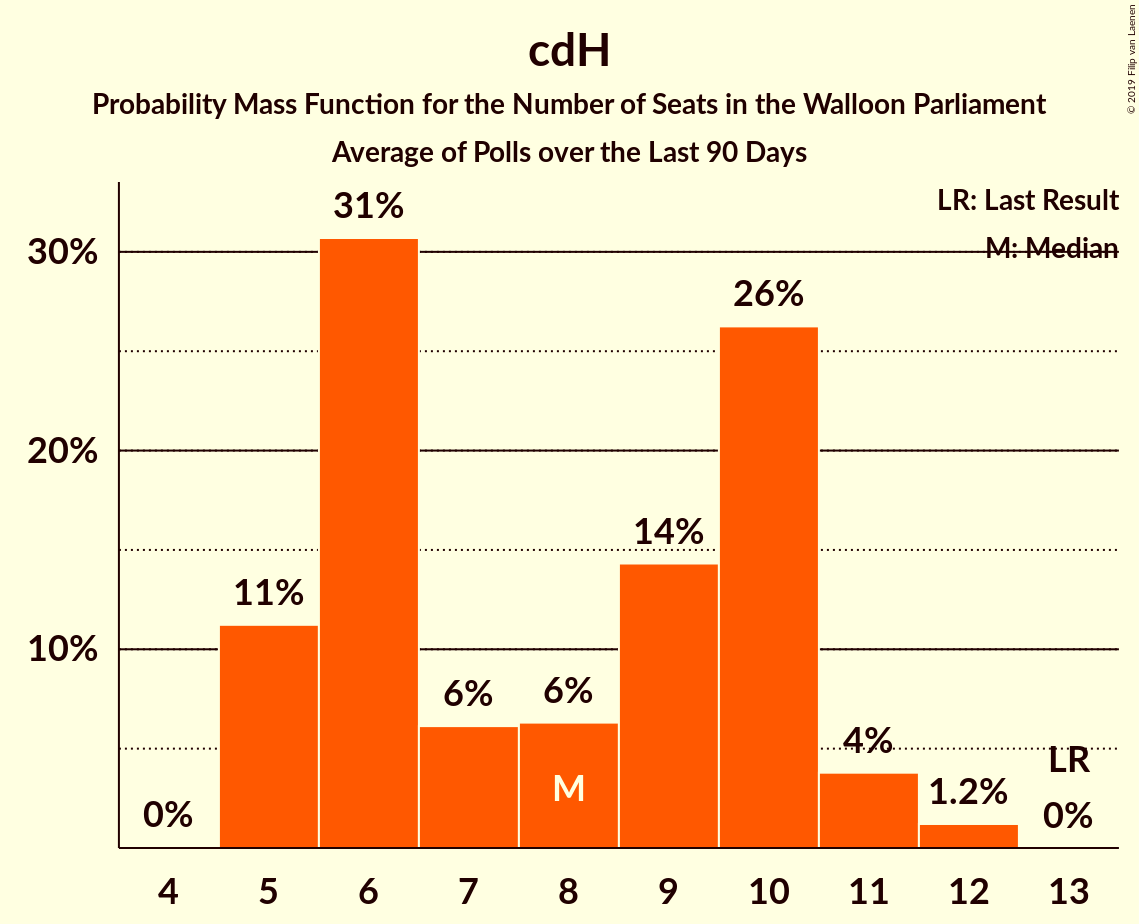 cdH
Probability Mass Function for the Number of Seats in the Walloon Parliament
Average of Polls over the Last 90 Days
© 2019 Filip van Laenen
LR: Last Result
M: Median
30%
20%
10%
0%
11%
31%
6%
6%
14%
26%
4%
1.2%
0%
M
LR
4 5 6 7 8 9 10 11 12 13